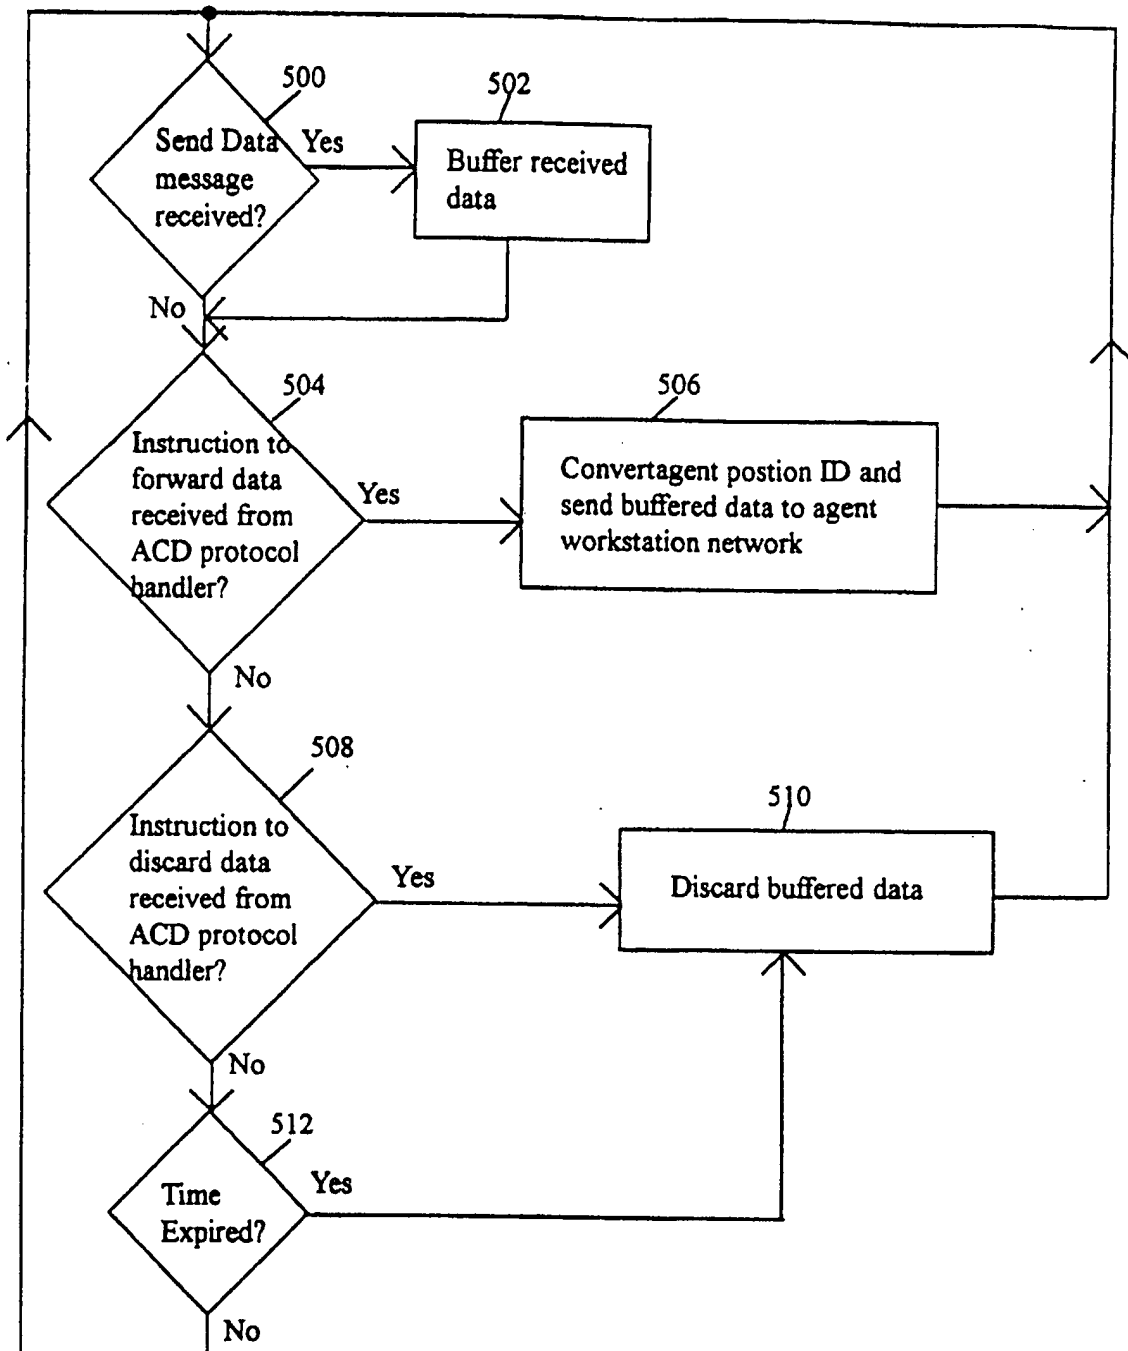 500
Send Data
message
received?
Yes
502
Buffer received
data
No
504
Instruction to
forward data
received from
ACD protocol
handler?
Yes
506
Convertagent postion ID and
send buffered data to agent
workstation network
No
508
Instruction to
discard data
received from
ACD protocol
handler?
Yes
510
Discard buffered data
No
512
Time
Expired?
Yes
No